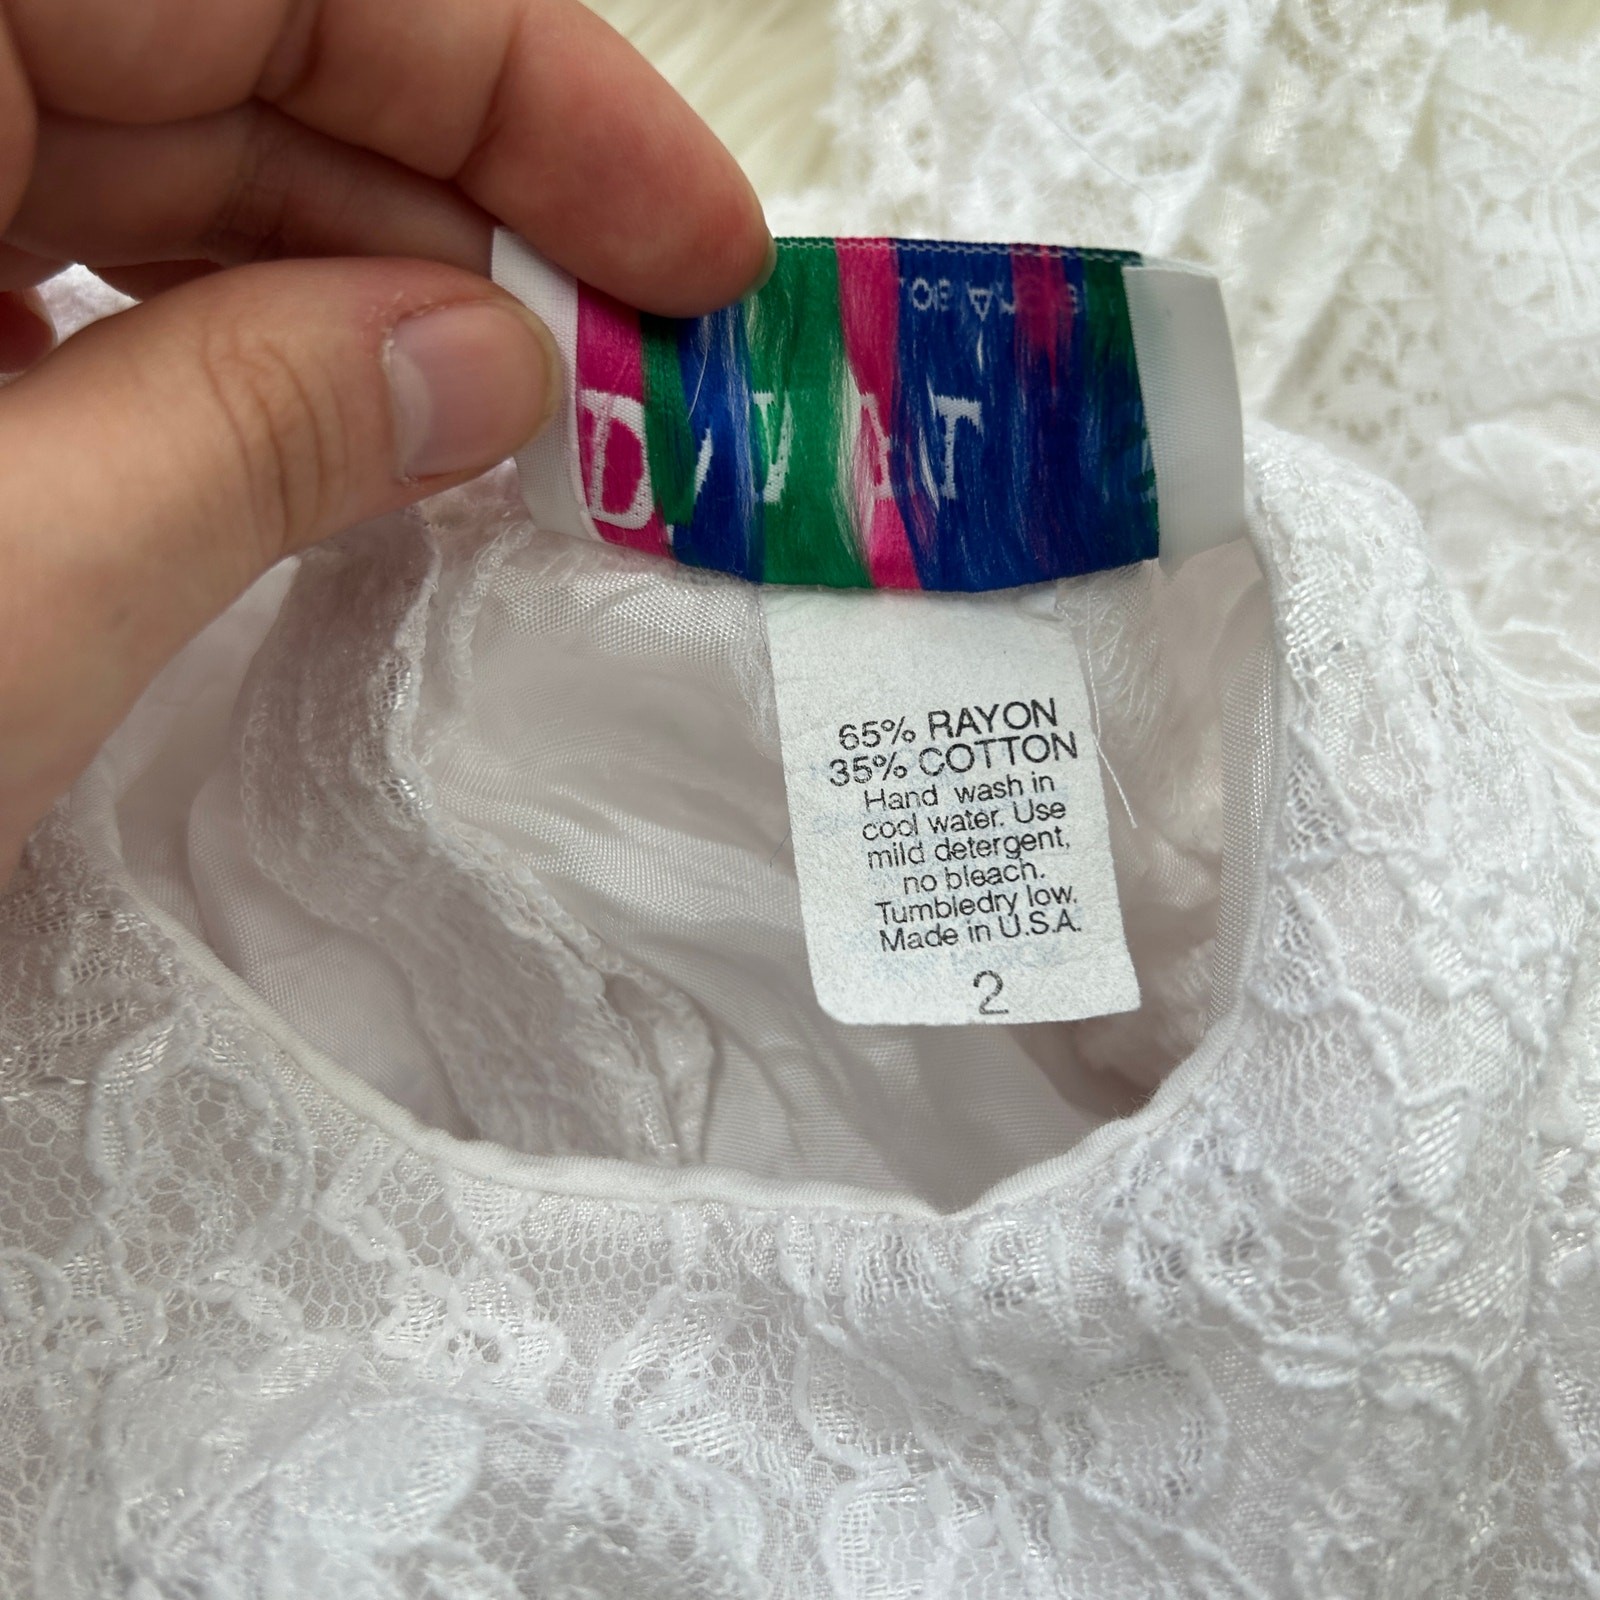 65% RAYON
35% COTTON
Hand wash in
cool water. Use
mild detergent,
no bleach.
Tumbledry low.
Made in U.S.A.
2